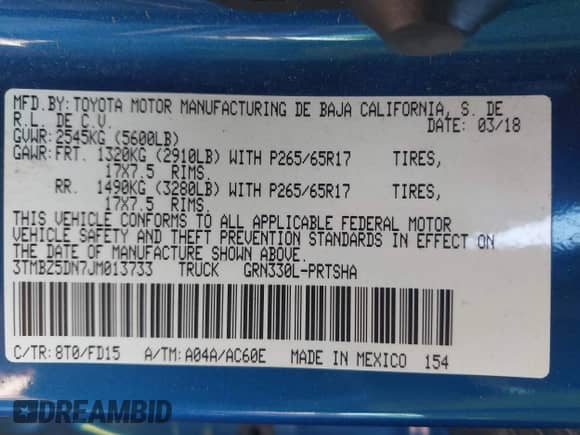 MFD.BY: TOYOTA MOTOR MANUFACTURING DE BAJA CALIFORNIA, S. DE
R.L. DE C.V. DATE: 03/18
GVWR: 2545KG (5600LB)
GAWR: FRT. 1320KG (2910LB) WITH P265/65R17 TIRES,
17X7.5 RIMS.
RR. 1490KG (3280LB) WITH P265/65R17 TIRES,
17X7.5 RIMS.
THIS VEHICLE CONFORMS TO ALL APPLICABLE FEDERAL MOTOR
VEHICLE SAFETY AND THEFT PREVENTION STANDARDS IN EFFECT ON
THE DATE OF MANUFACTURE SHOWN ABOVE.
3TMBZ5DN7JM013733 TRUCK GRN330L-PRTSHA
C/TR: 8T0/FD15 A/TM: A04A/AC60E MADE IN MEXICO 154
DREAMBID